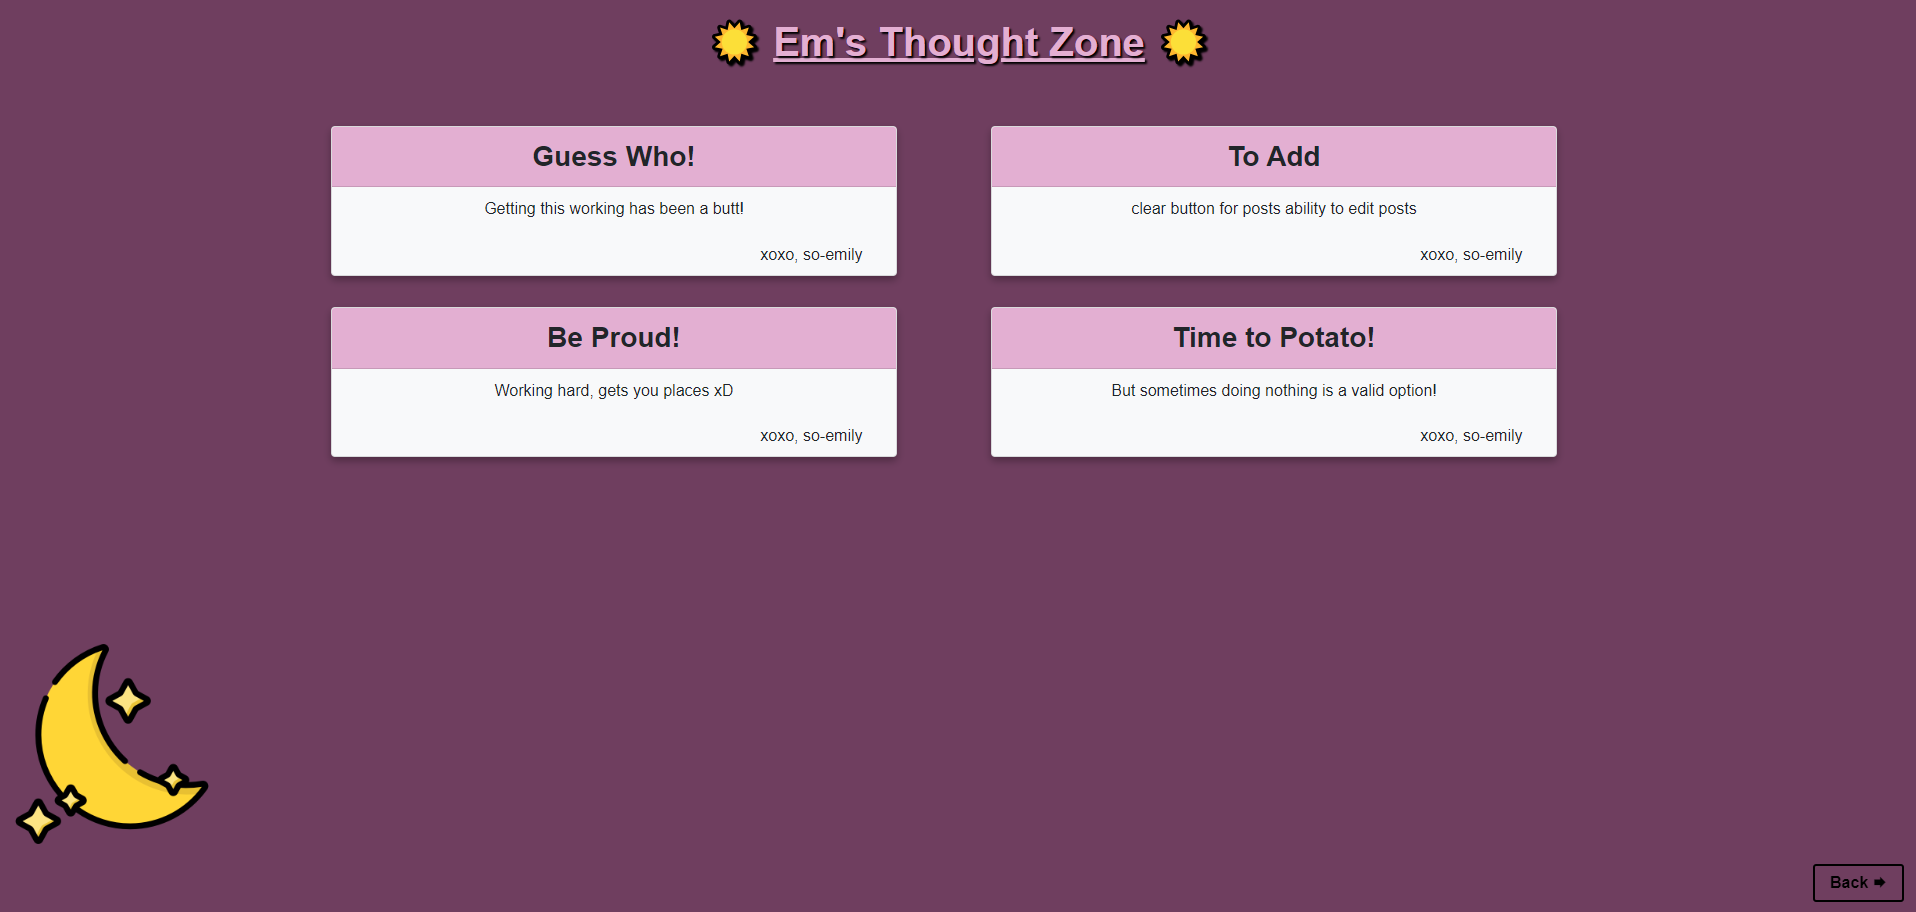 Em's Thought Zone
Guess Who!
Getting this working has been a butt!
xoxo, so-emily
To Add
clear button for posts ability to edit posts
xoxo, so-emily
Be Proud!
Working hard, gets you places xD
xoxo, so-emily
Time to Potato!
But sometimes doing nothing is a valid option!
xoxo, so-emily
Back